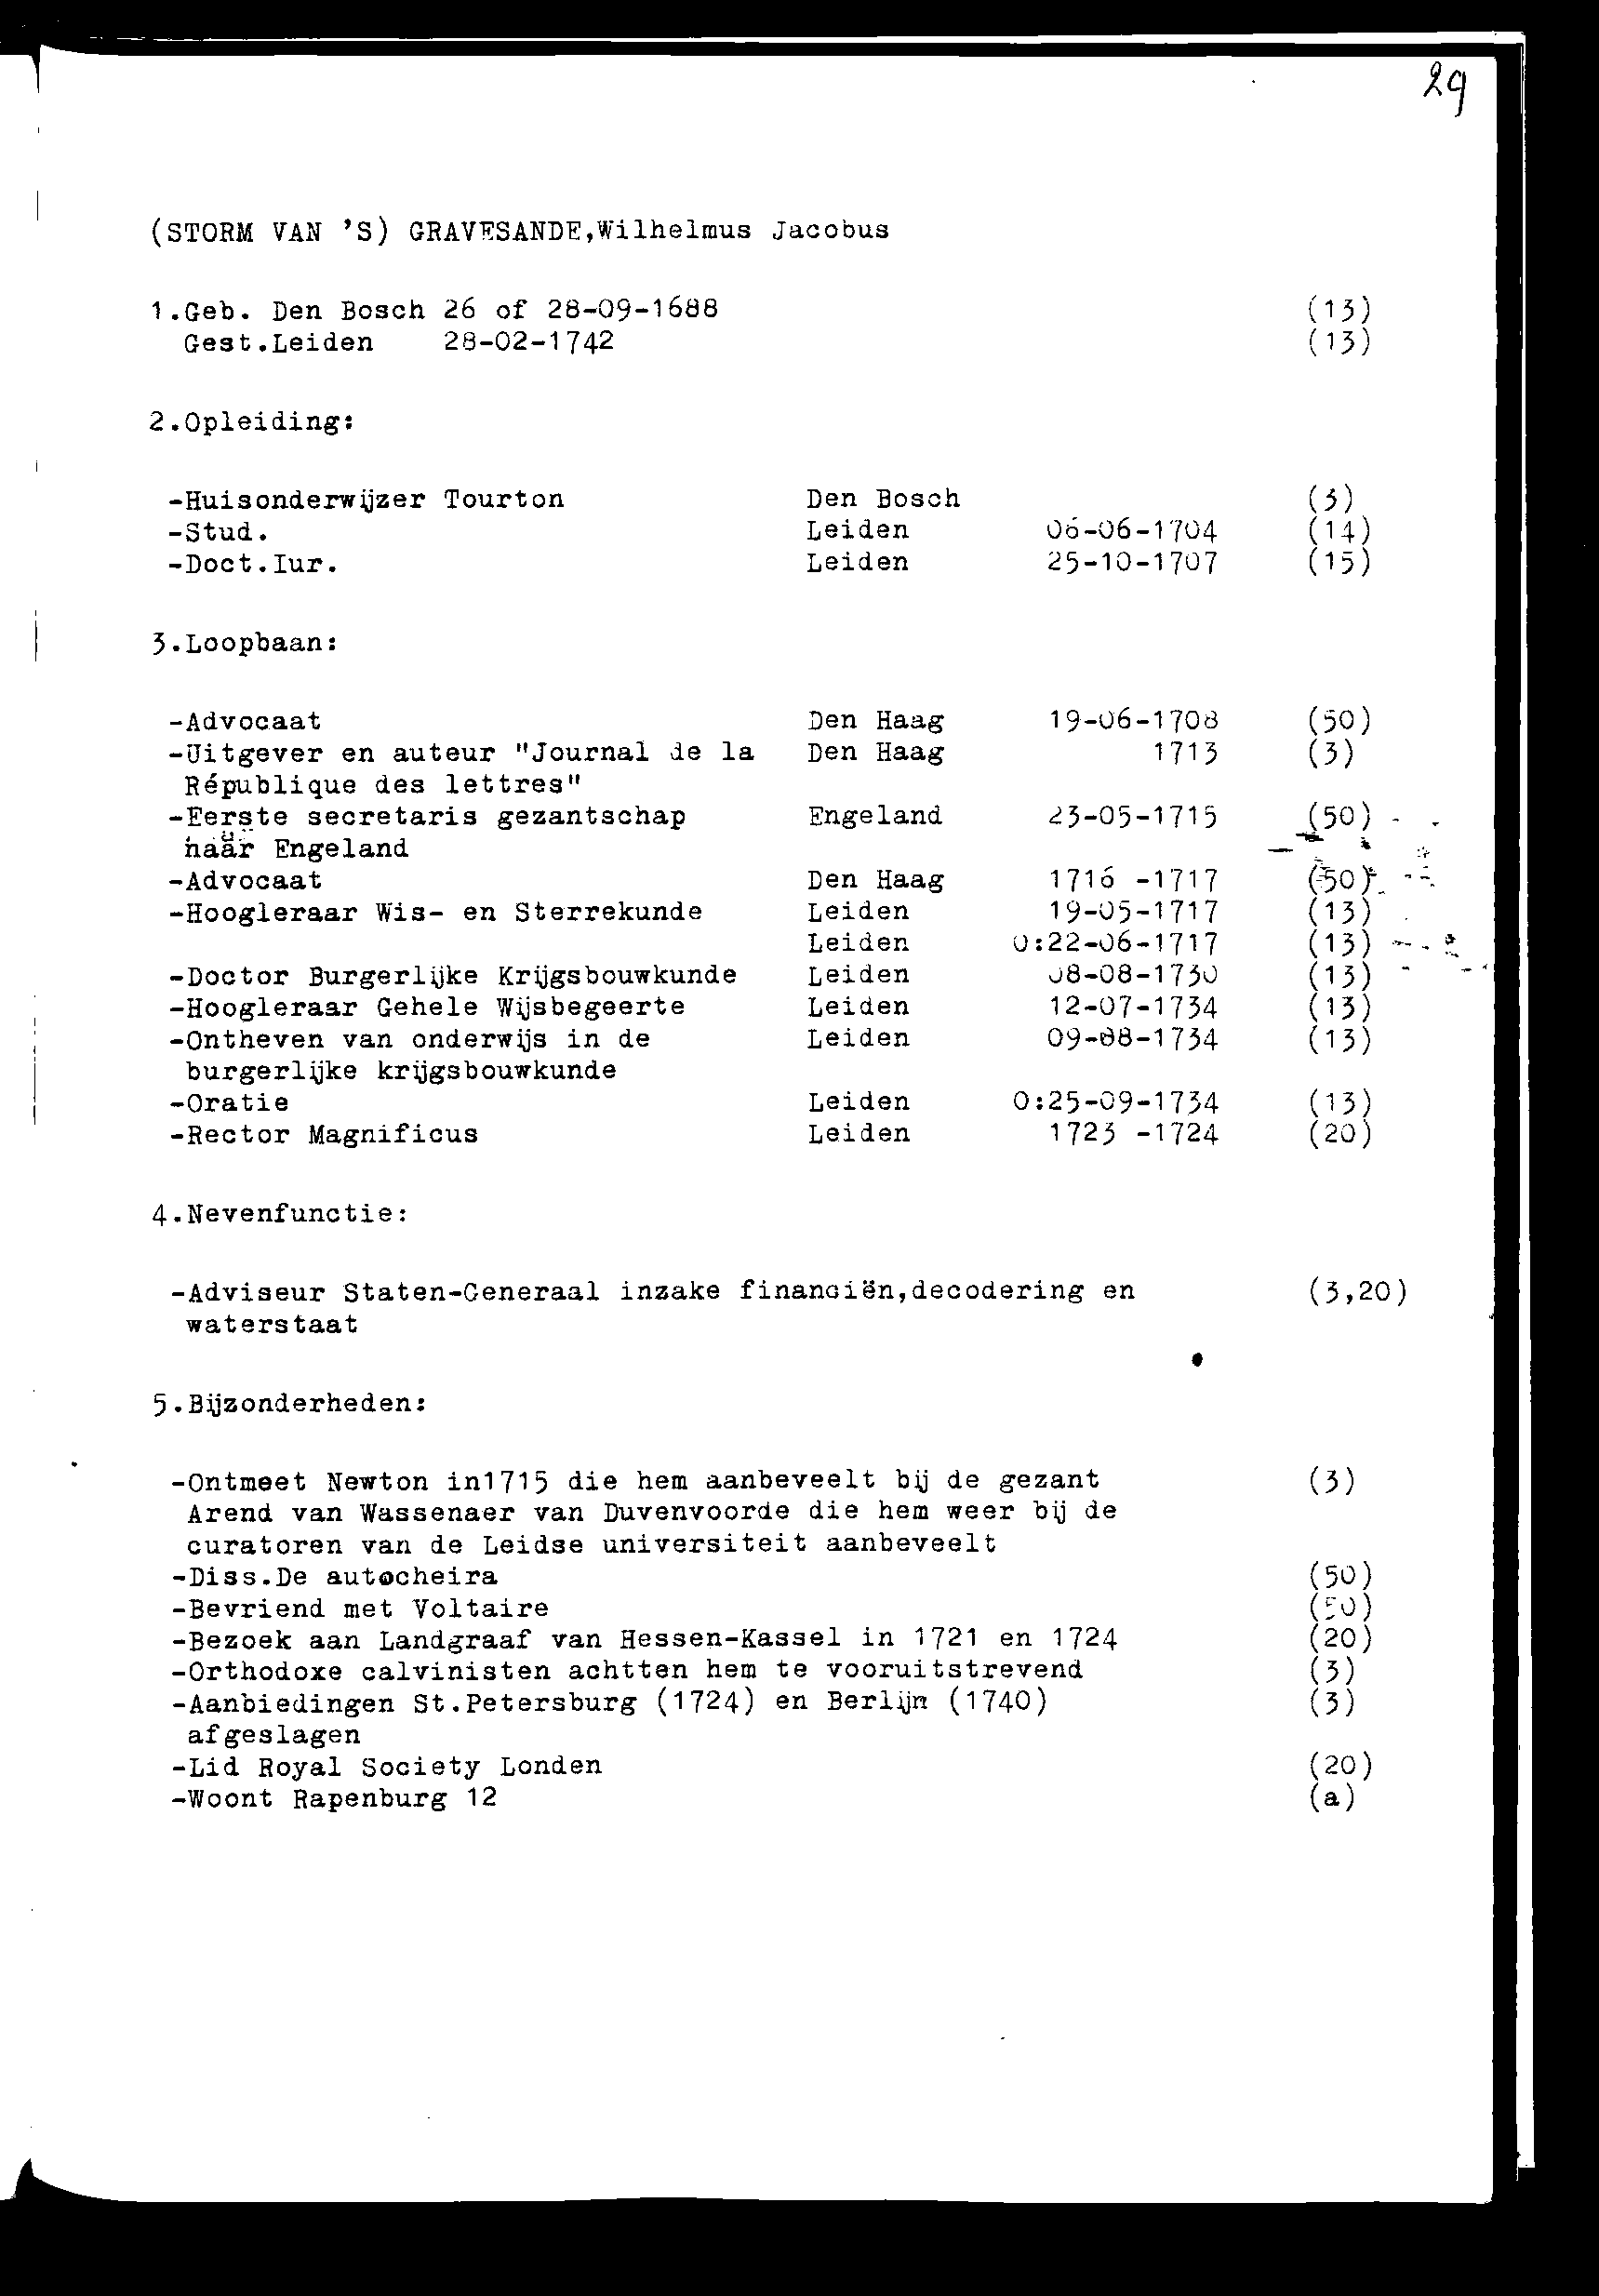 29
(STORM VAN 'S) GRAVESANDE,Wilhelmus Jacobus
1.Geb. Den Bosch 26 of 28-09-1688 (13)
Gest.Leiden 28-02-1742 (13)
2.Opleiding:
-Huisonderwijzer Tourton Den Bosch (3)
-Stud. Leiden 06-06-1704 (14)
-Doct.Iur. Leiden 25-10-1707 (15)
3.Loopbaan:
-Advocaat Den Haag 19-06-1708 (50)
-Uitgever en auteur "Journal de la Den Haag 1713 (3)
République des lettres"
-Eerste secretaris gezantschap Engeland 23-05-1715 (50)
naar Engeland
-Advocaat Den Haag 1716 -1717 (50)
-Hoogleraar Wis- en Sterrekunde Leiden 19-05-1717 (13)
Leiden O:22-06-1717 (13)
-Doctor Burgerlijke Krijgsbouwkunde Leiden 08-08-1730 (13)
-Hoogleraar Gehele Wijsbegeerte Leiden 12-07-1734 (13)
-Ontheven van onderwijs in de Leiden 09-08-1734 (13)
burgerlijke krijgsbouwkunde
-Oratie Leiden O:25-09-1734 (13)
-Rector Magnificus Leiden 1723 -1724 (20)
4.Nevenfunctie:
-Adviseur Staten-Generaal inzake financiën,decodering en (3,20)
waterstaat
5.Bijzonderheden:
-Ontmeet Newton in1715 die hem aanbeveelt bij de gezant (3)
Arend van Wassenaer van Duvenvoorde die hem weer bij de
curatoren van de Leidse universiteit aanbeveelt
-Diss.De autocheira (50)
-Bevriend met Voltaire (50)
-Bezoek aan Landgraaf van Hessen-Kassel in 1721 en 1724 (20)
-Orthodoxe calvinisten achtten hem te vooruitstrevend (3)
-Aanbiedingen St.Petersburg (1724) en Berlijn (1740) (3)
afgeslagen
-Lid Royal Society Londen (20)
-Woont Rapenburg 12 (a)